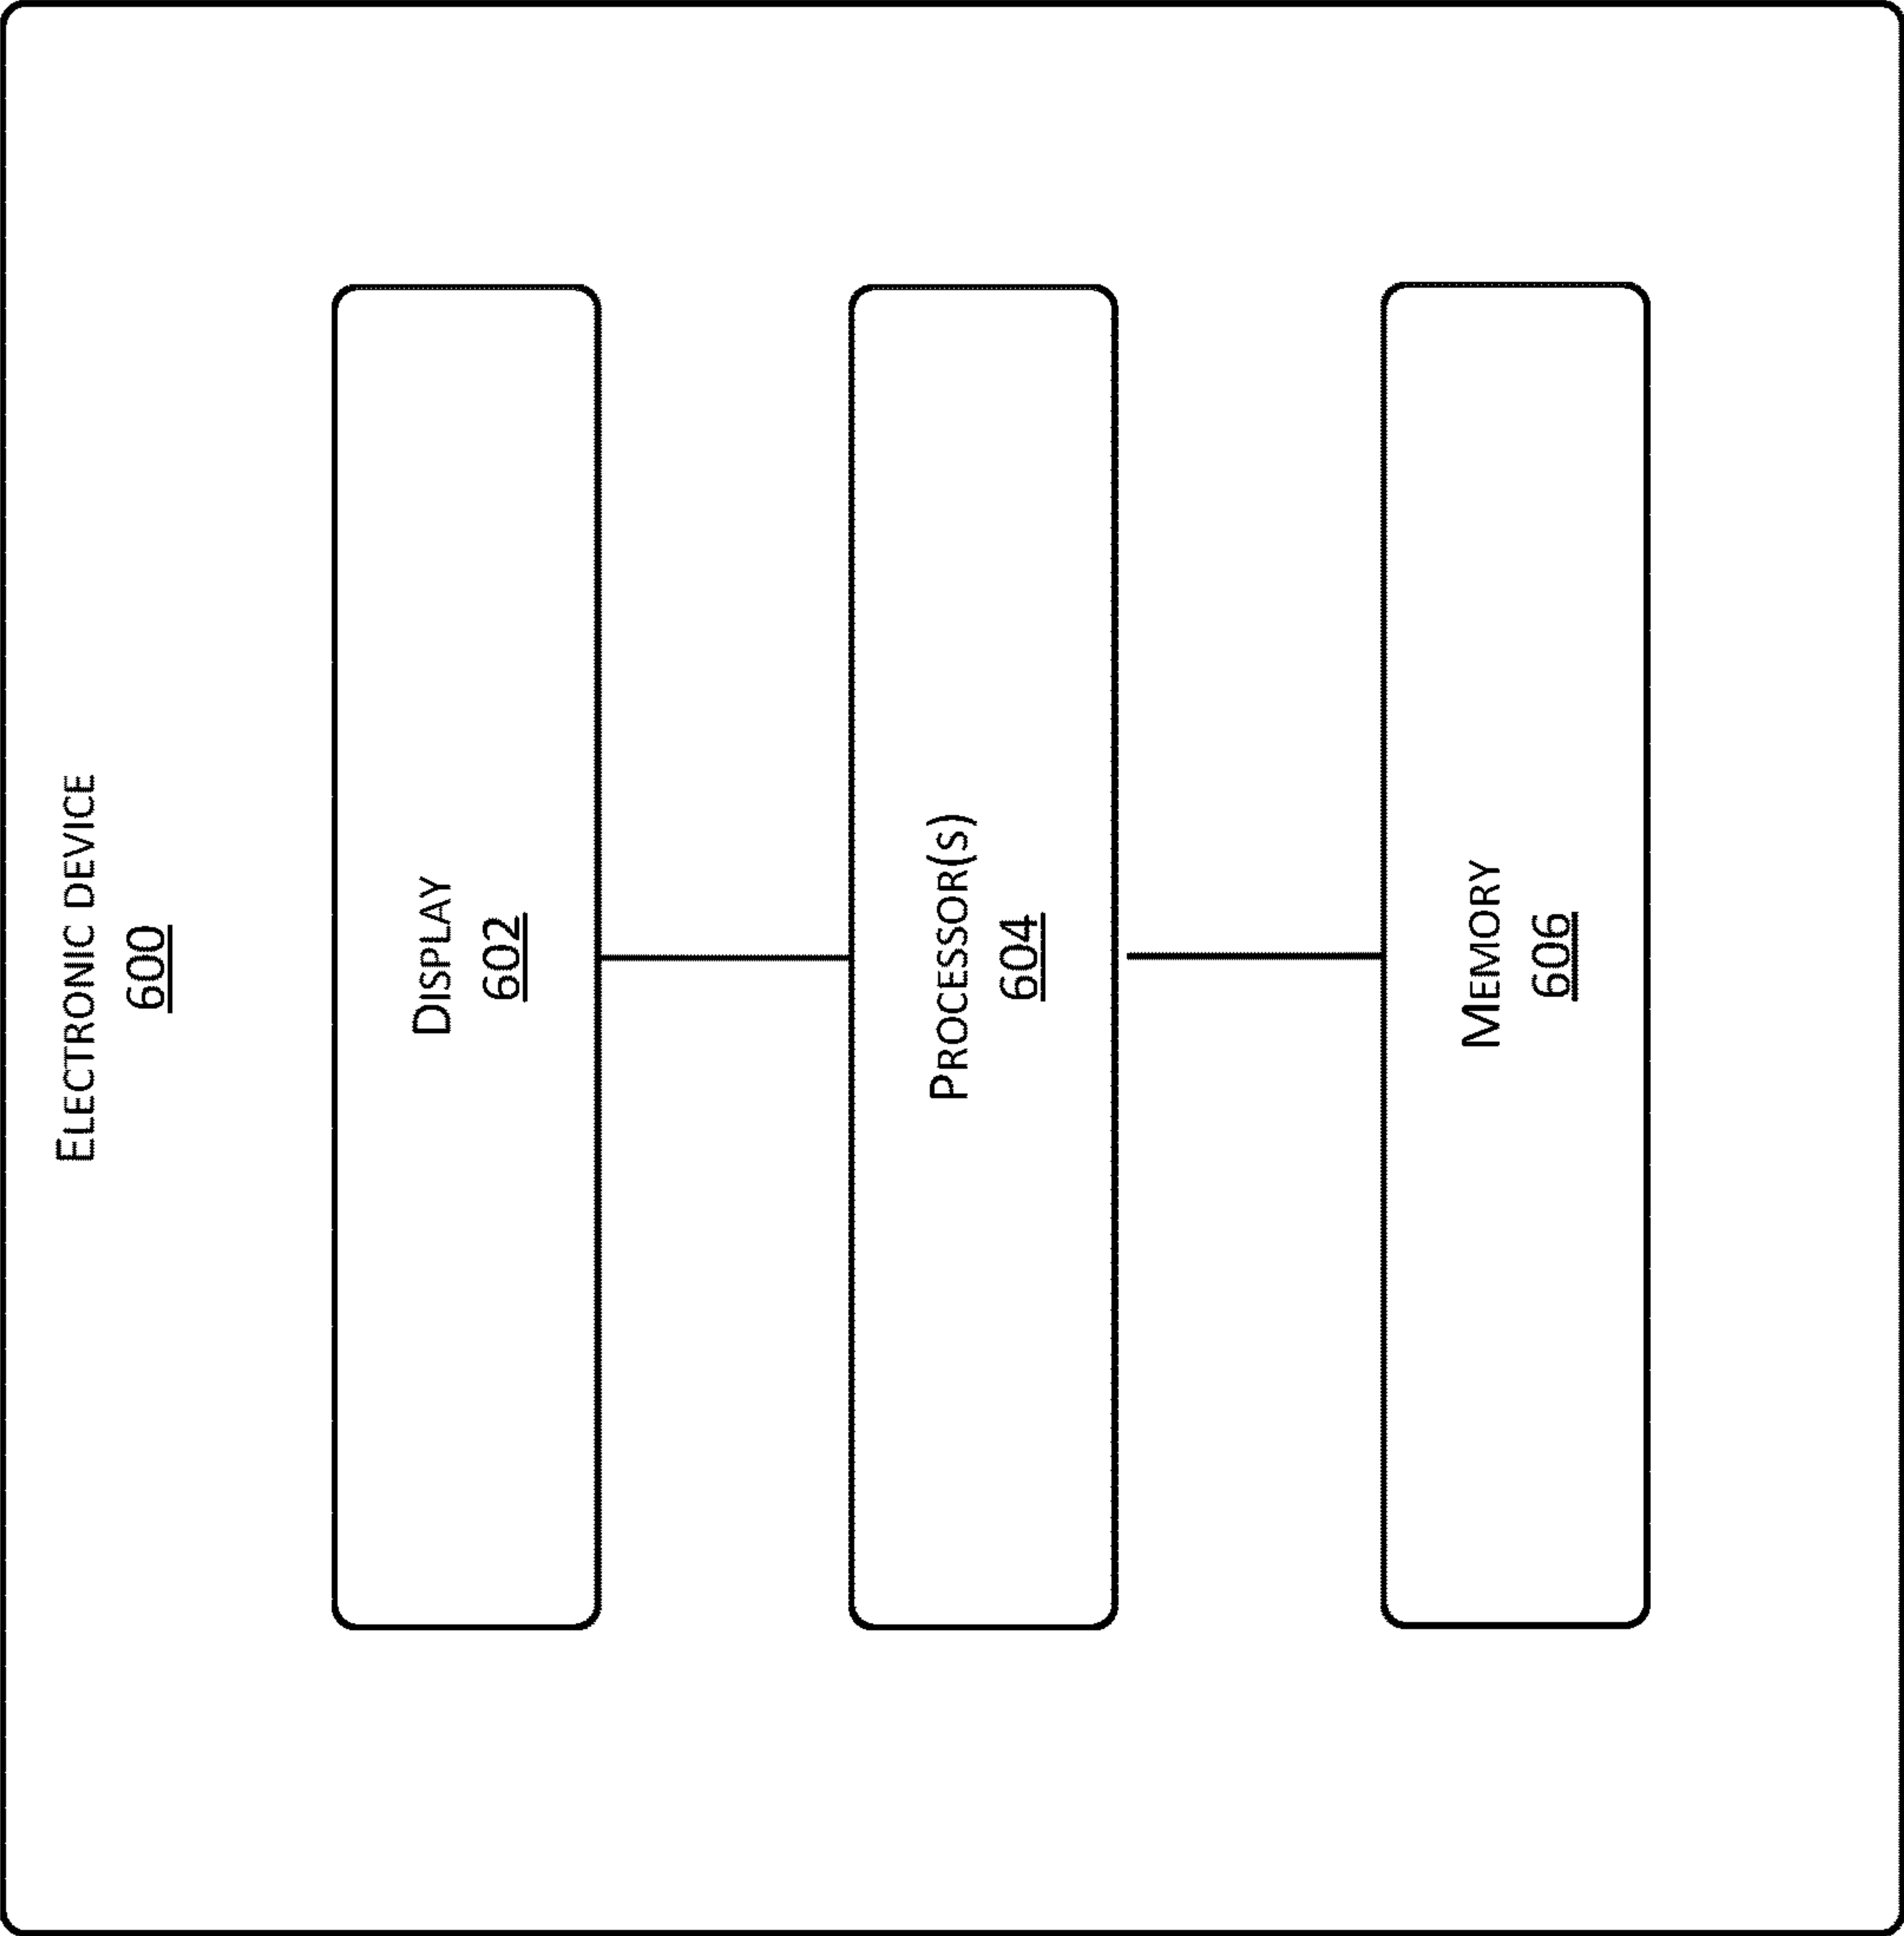 ELECTRONIC DEVICE
600
DISPLAY
602
PROCESSOR(S)
604
MEMORY
606